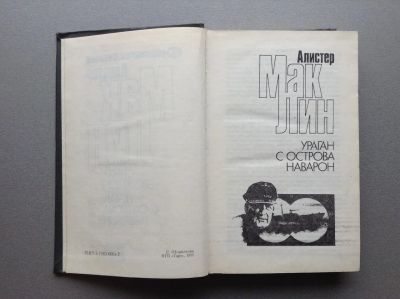 Алистер
Мак
Лин
УРАГАН
С ОСТРОВА
НАВАРОН